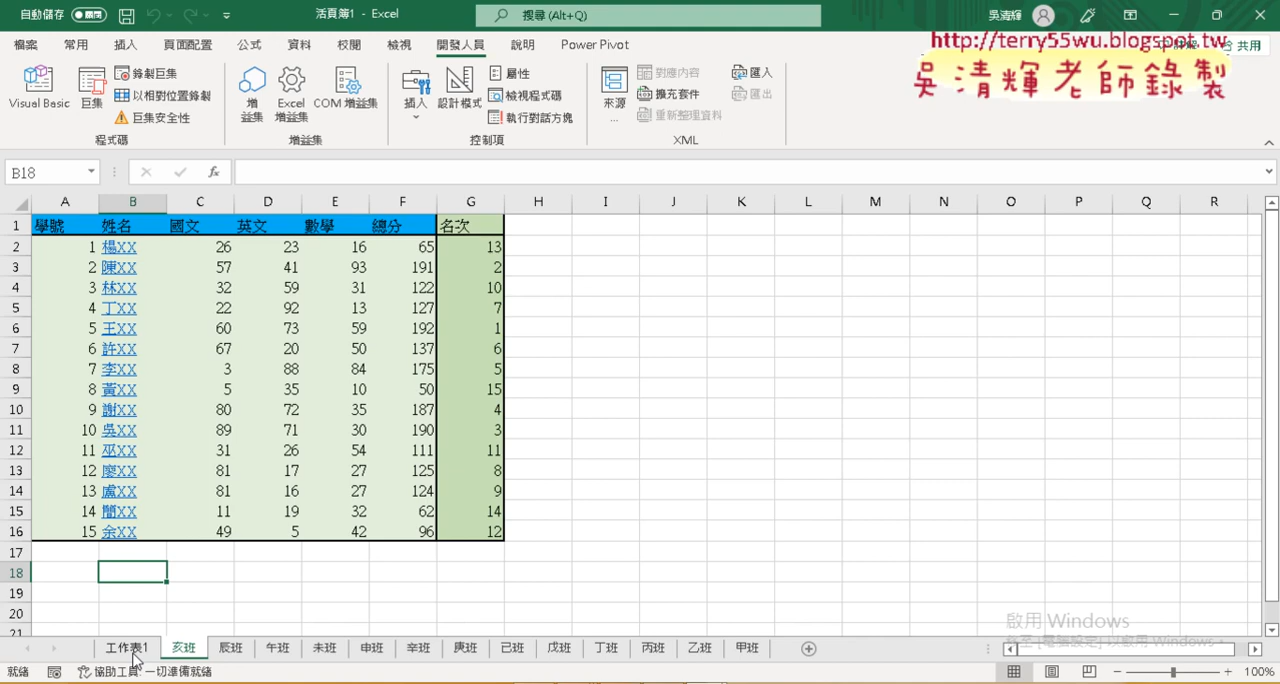 自動儲存 關閉 活頁簿1 - Excel 搜尋 (Alt+Q) 吳清輝
檔案 常用 插入 頁面配置 公式 資料 校閱 檢視 開發人員 說明 Power Pivot 共用
http://terry55wu.blogspot.tw
吳清輝老師錄製
Visual Basic 巨集 錄製巨集 以相對位置錄製 巨集安全性 程式碼
增益集 Excel 增益集 COM 增益集 增益集
插入 設計模式 屬性 檢視程式碼 執行對話方塊 控制項
來源... 對應內容 擴充套件 重新整理資料 匯入 匯出 XML
B18 fx
A B C D E F G H I J K L M N O P Q R
1 學號 姓名 國文 英文 數學 總分 名次
2 1 楊XX 26 23 16 65 13
3 2 陳XX 57 41 93 191 2
4 3 林XX 32 59 31 122 10
5 4 丁XX 22 92 13 127 7
6 5 王XX 60 73 59 192 1
7 6 許XX 67 20 50 137 6
8 7 李XX 3 88 84 175 5
9 8 黃XX 5 35 10 50 15
10 9 謝XX 80 72 35 187 4
11 10 吳XX 89 71 30 190 3
12 11 巫XX 31 26 54 111 11
13 12 廖XX 81 17 27 125 8
14 13 盧XX 81 16 27 124 9
15 14 簡XX 11 19 32 62 14
16 15 余XX 49 5 42 96 12
17
18
19
20
21
啟用 Windows
移至 [電腦設定] 以啟用 Windows。
工作表1 亥班 辰班 午班 未班 申班 辛班 庚班 己班 戊班 丁班 丙班 乙班 甲班
就緒 協助工具: 一切準備就緒 100%